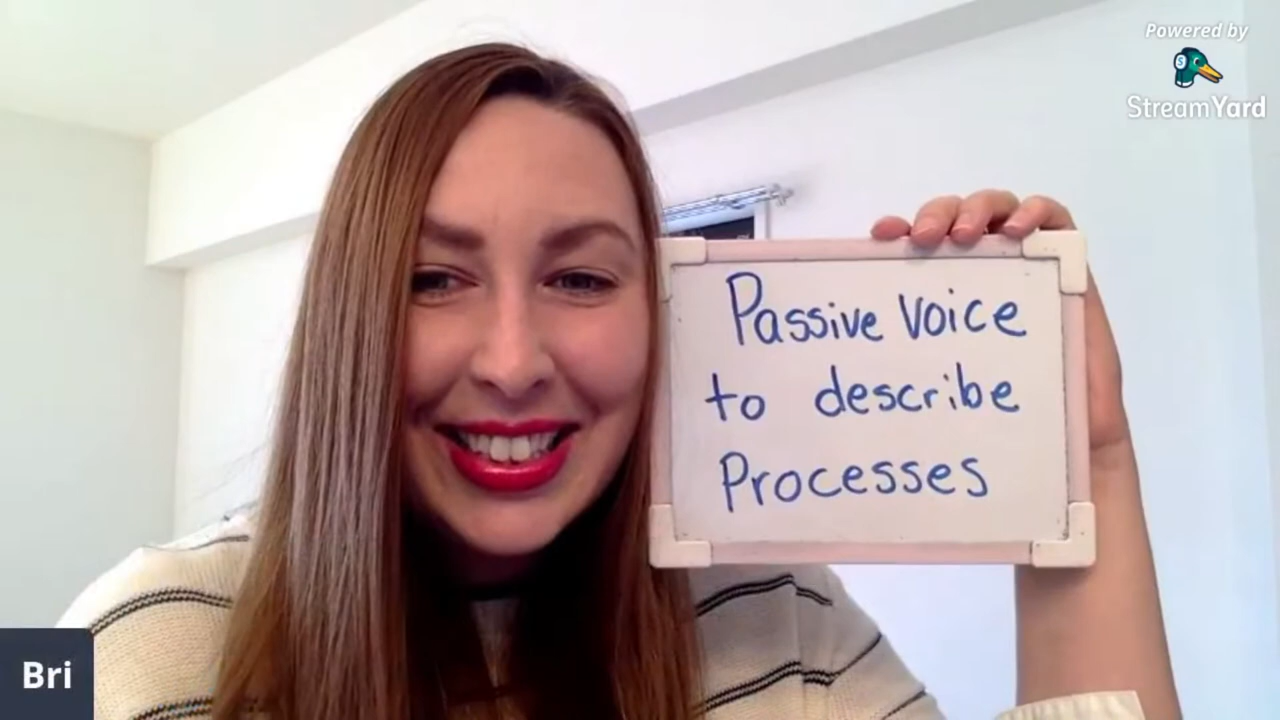 Powered by
StreamYard
Passive Voice
to describe
Processes
Bri